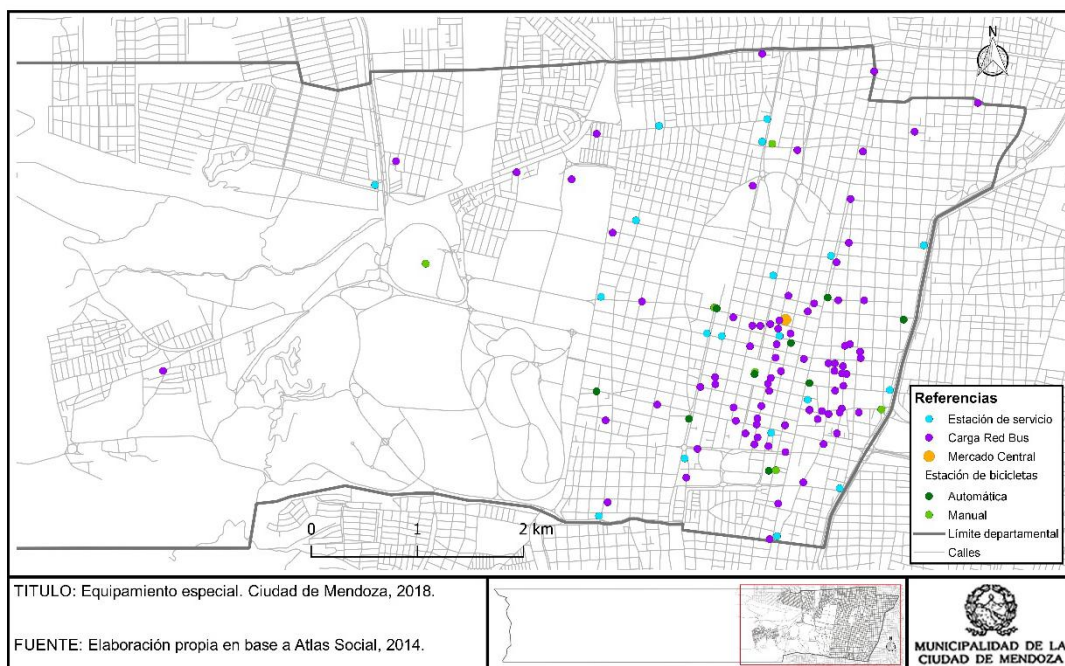 N
Referencias
Estación de servicio
Carga Red Bus
Mercado Central
Estación de bicicletas
Automática
Manual
Límite departamental
Calles
0 1 2 km
TITULO: Equipamiento especial. Ciudad de Mendoza, 2018.
FUENTE: Elaboración propia en base a Atlas Social, 2014.
MUNICIPALIDAD DE LA
CIUDAD DE MENDOZA